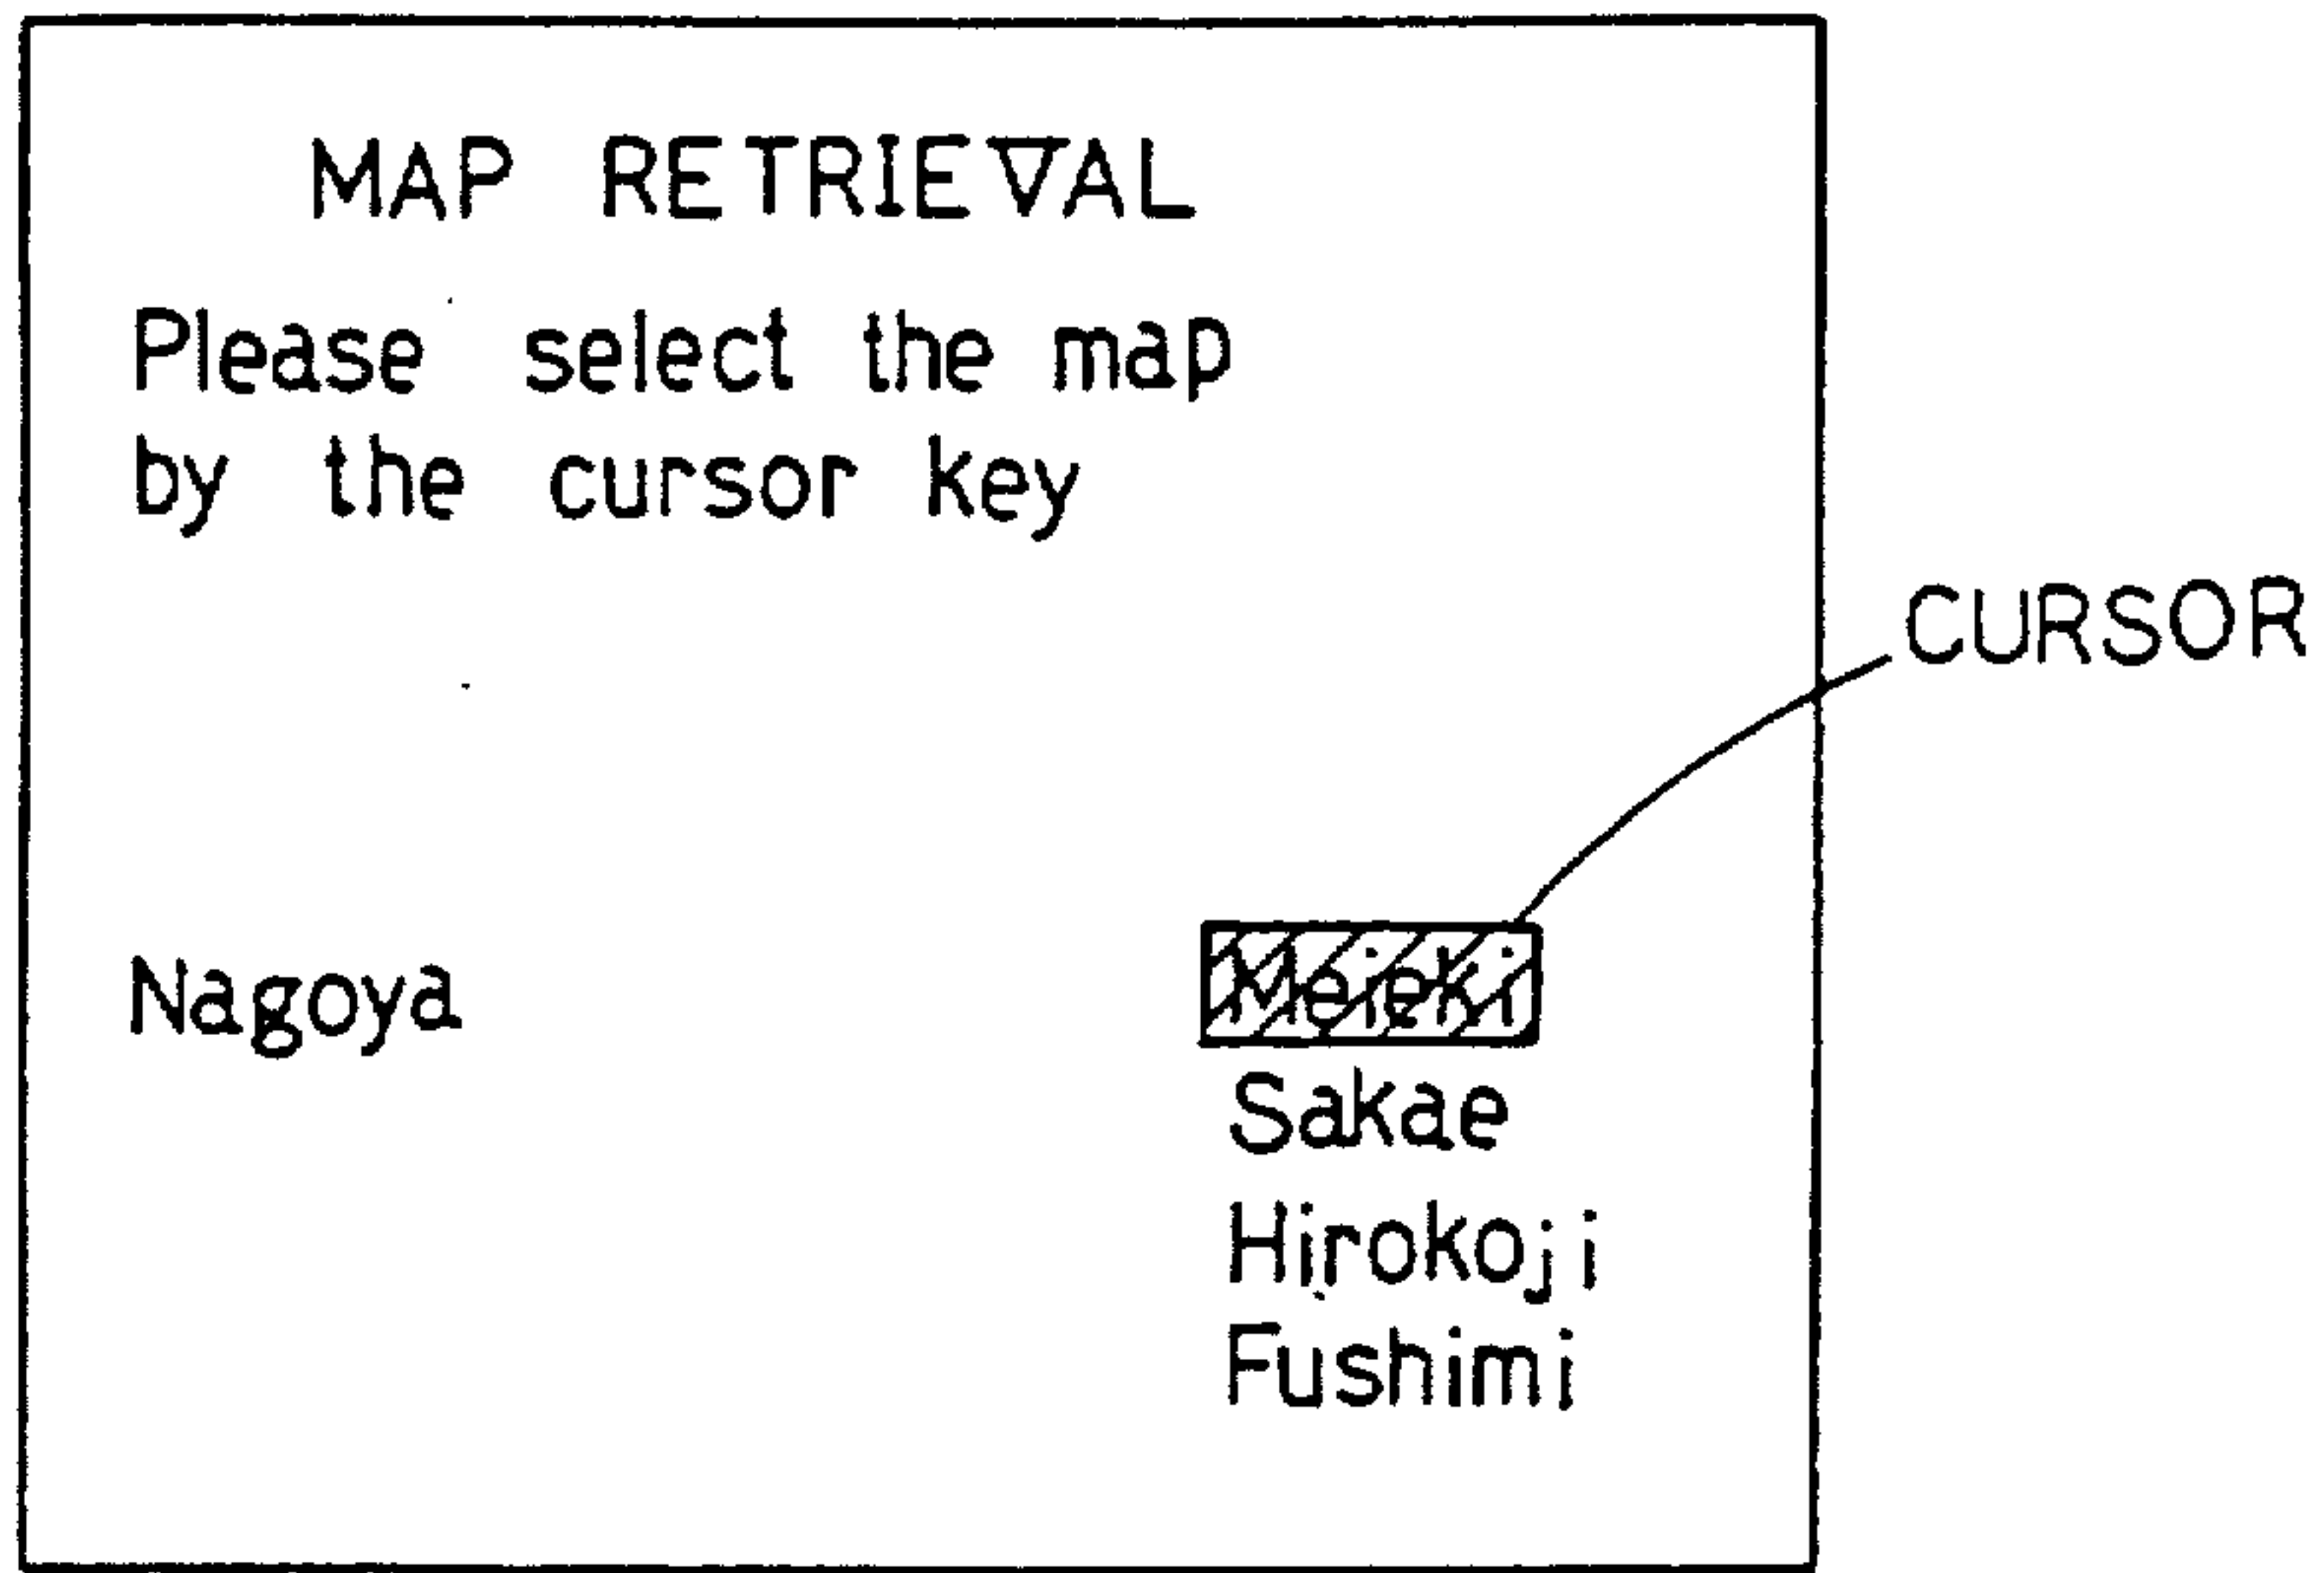 MAP RETRIEVAL
Please select the map
by the cursor key
CURSOR
Nagoya Meieki
Sakae
Hirokoji
Fushimi